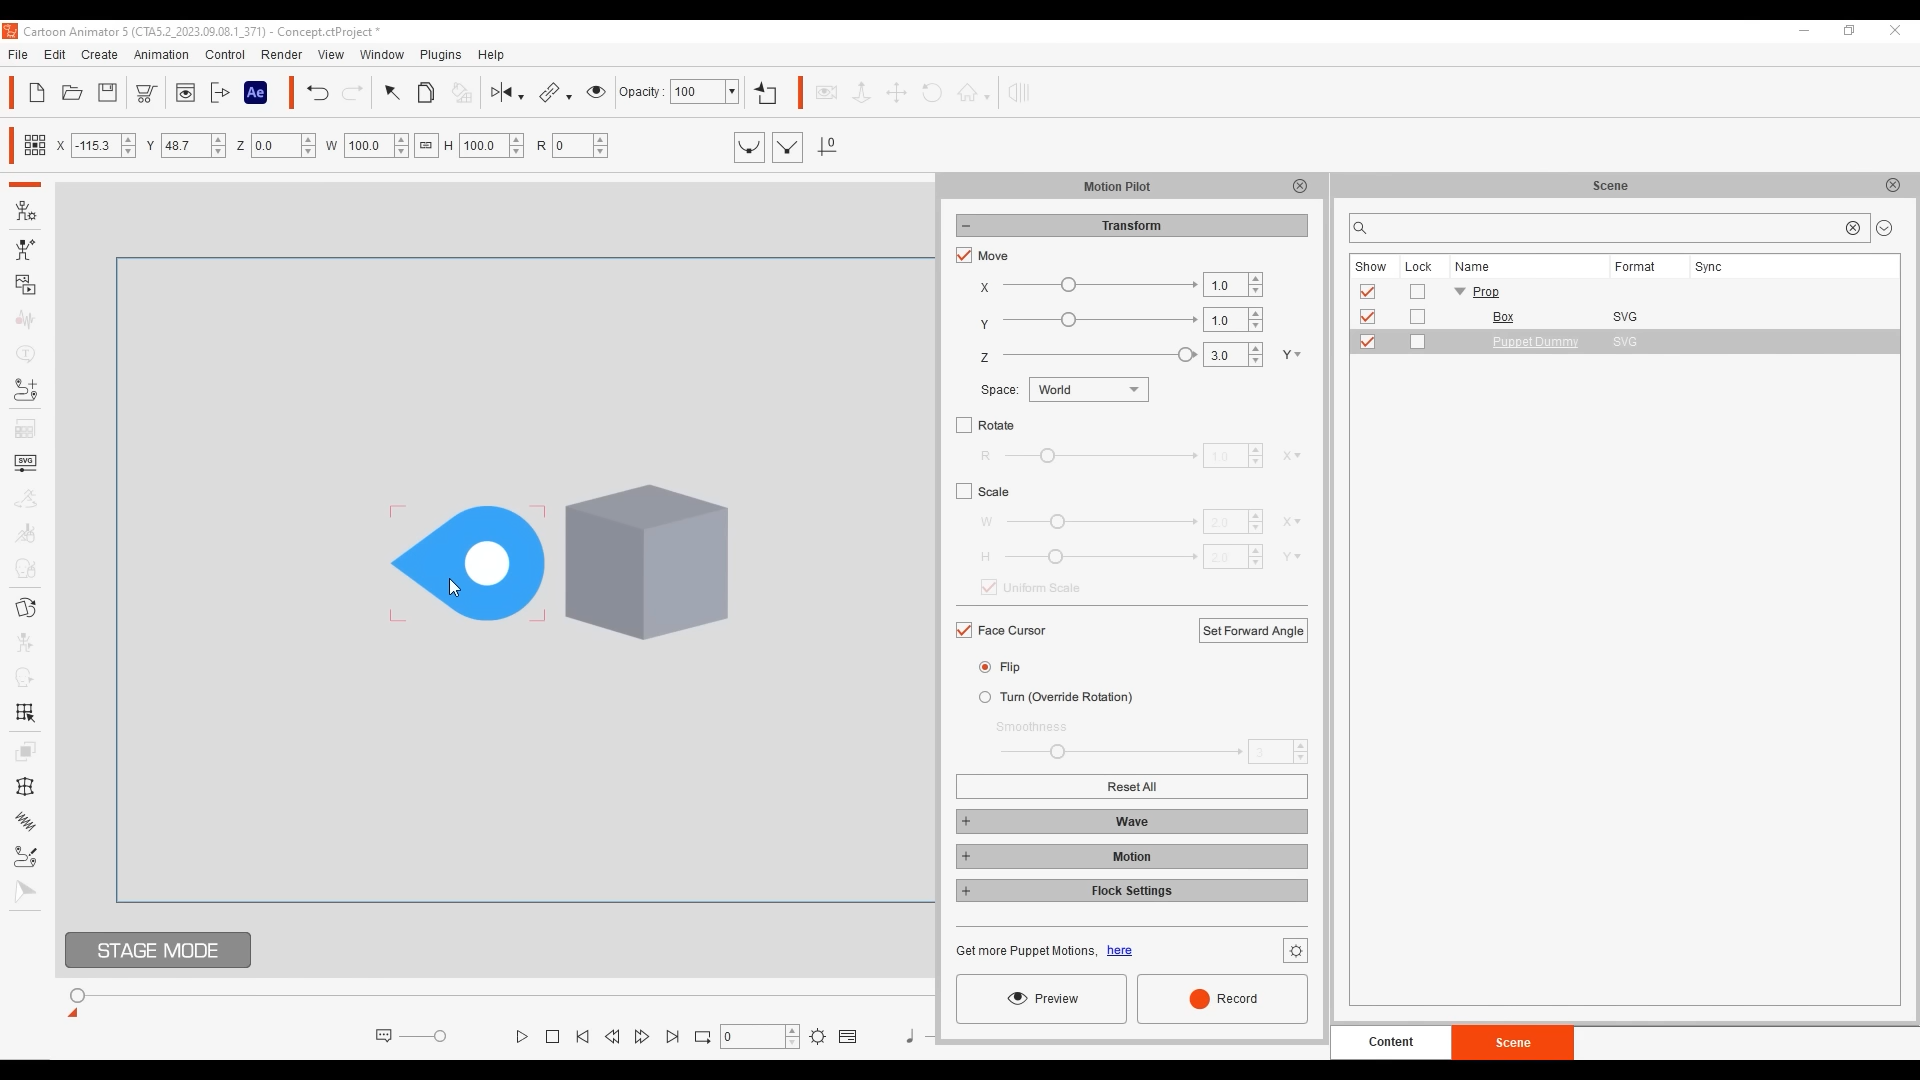 Cartoon Animator 5 (CTA5.2_2023.09.08.1_371) - Concept.ctProject *
File Edit Create Animation Control Render View Window Plugins Help
Ae Opacity : 100
X -115.3 Y 48.7 Z 0.0 W 100.0 H 100.0 R 0 0
Motion Pilot
Transform
Move
X 1.0
Y 1.0
Z 3.0 Y
Space: World
Rotate
R 1.0 X
Scale
W 2.0 X
H 2.0 Y
Uniform Scale
Face Cursor Set Forward Angle
Flip
Turn (Override Rotation)
Smoothness
3
Reset All
Wave
Motion
Flock Settings
Get more Puppet Motions, here
Preview Record
Scene
Show Lock Name Format Sync
Prop
Box SVG
Puppet Dummy SVG
Content Scene
SVG
STAGE MODE
0